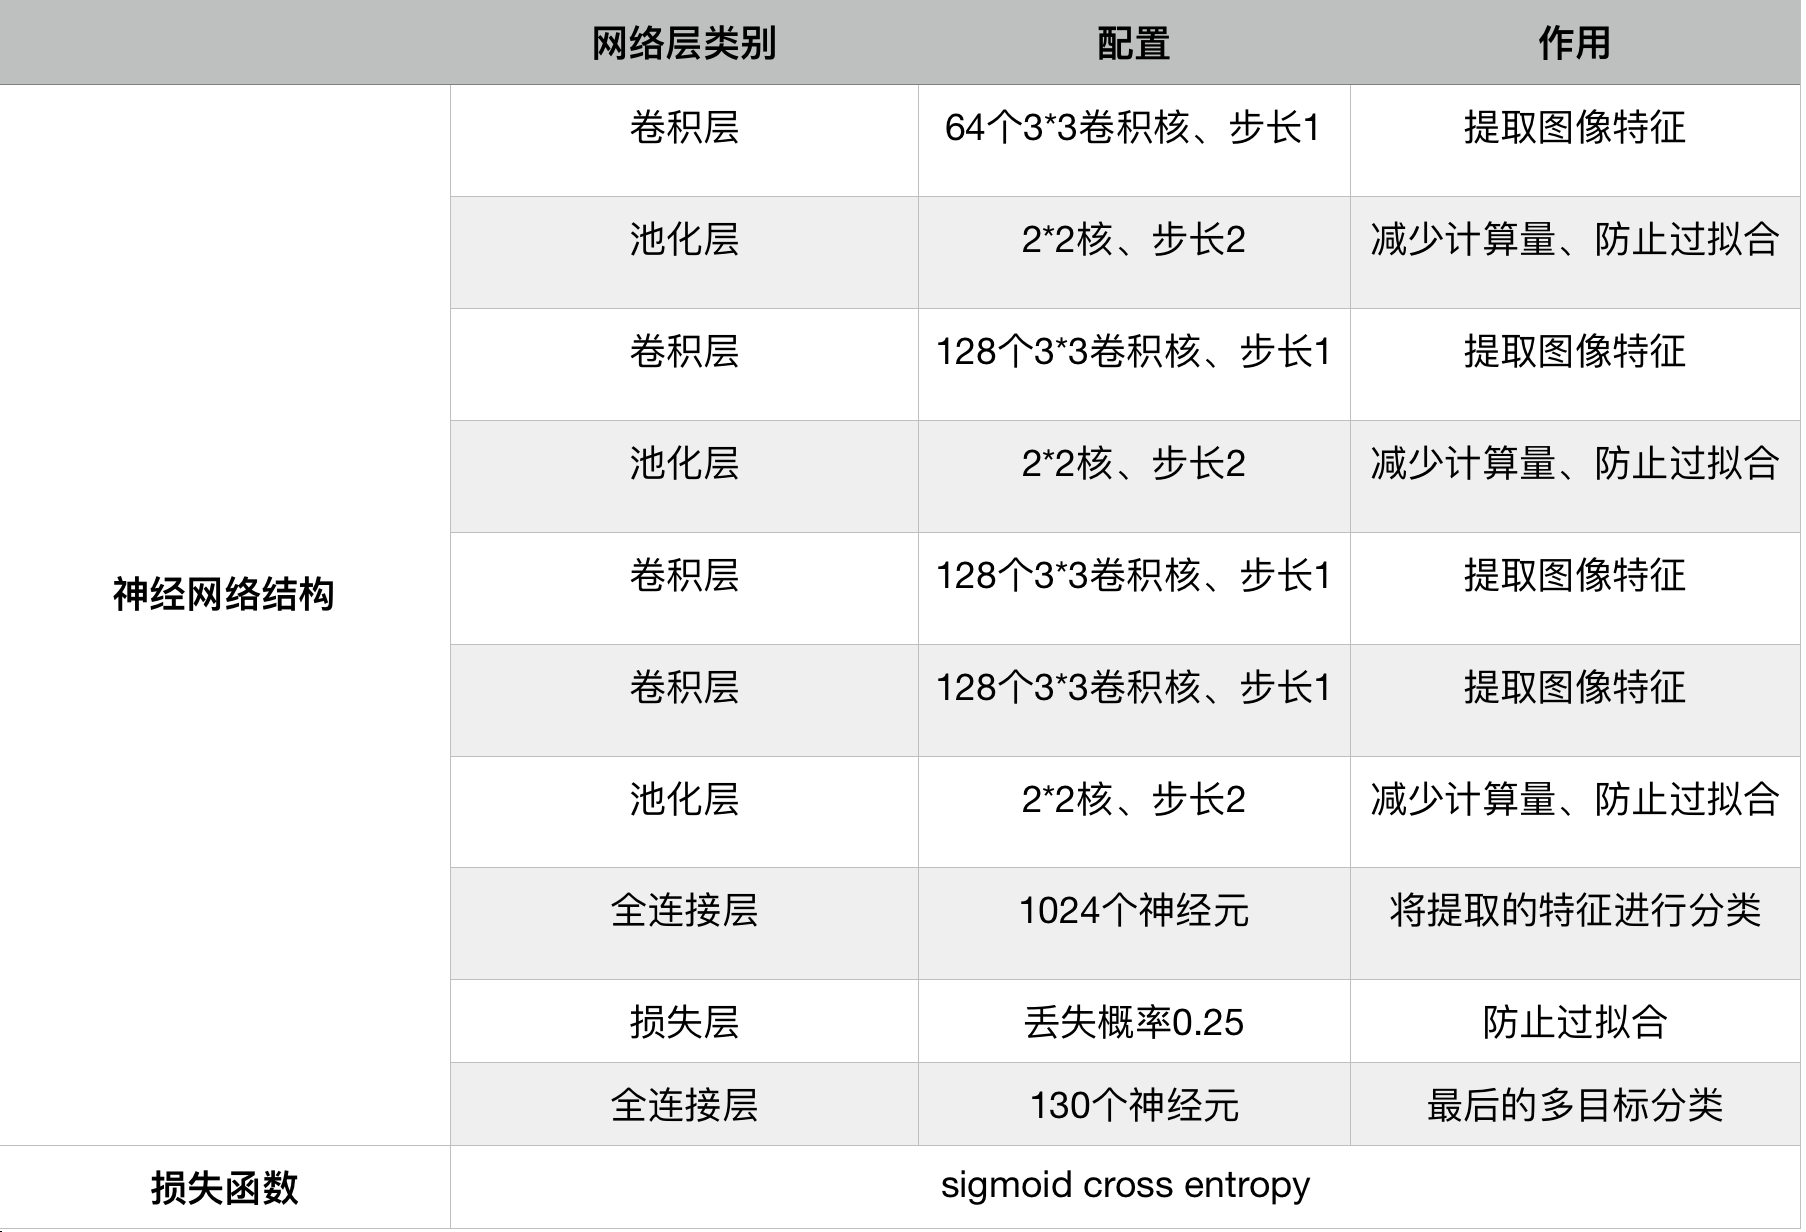 网络层类别 配置 作用
卷积层 64个3*3卷积核、步长1 提取图像特征
池化层 2*2核、步长2 减少计算量、防止过拟合
卷积层 128个3*3卷积核、步长1 提取图像特征
池化层 2*2核、步长2 减少计算量、防止过拟合
卷积层 128个3*3卷积核、步长1 提取图像特征
神经网络结构
卷积层 128个3*3卷积核、步长1 提取图像特征
池化层 2*2核、步长2 减少计算量、防止过拟合
全连接层 1024个神经元 将提取的特征进行分类
损失层 丢失概率0.25 防止过拟合
全连接层 130个神经元 最后的多目标分类
损失函数 sigmoid cross entropy